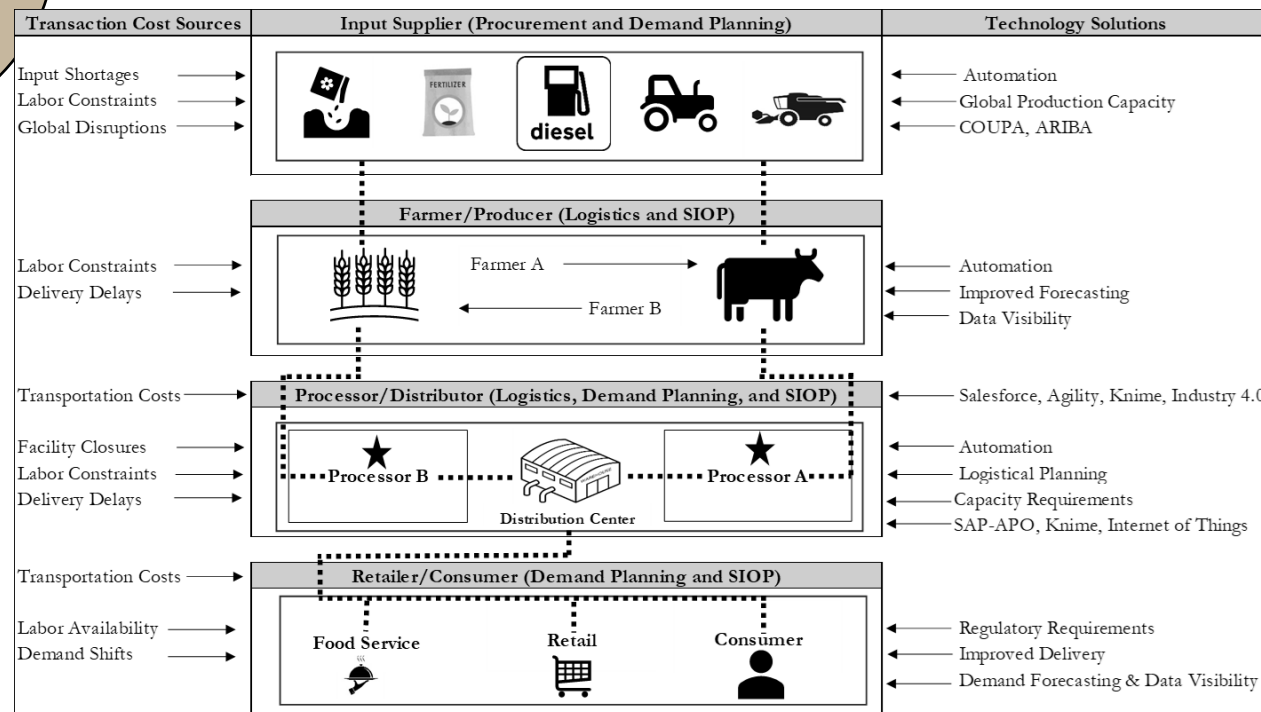 Transaction Cost Sources
Input Supplier (Procurement and Demand Planning)
Technology Solutions
Input Shortages
Labor Constraints
Global Disruptions
FERTILIZER
diesel
Automation
Global Production Capacity
COUPA, ARIBA
Farmer/Producer (Logistics and SIOP)
Labor Constraints
Delivery Delays
Farmer A
Farmer B
Automation
Improved Forecasting
Data Visibility
Transportation Costs
Processor/Distributor (Logistics, Demand Planning, and SIOP)
Salesforce, Agility, Knime, Industry 4.0
Facility Closures
Labor Constraints
Delivery Delays
Processor B
WAREHOUSE
Distribution Center
Processor A
Automation
Logistical Planning
Capacity Requirements
SAP-APO, Knime, Internet of Things
Transportation Costs
Retailer/Consumer (Demand Planning and SIOP)
Labor Availability
Demand Shifts
Food Service
Retail
Consumer
Regulatory Requirements
Improved Delivery
Demand Forecasting & Data Visibility